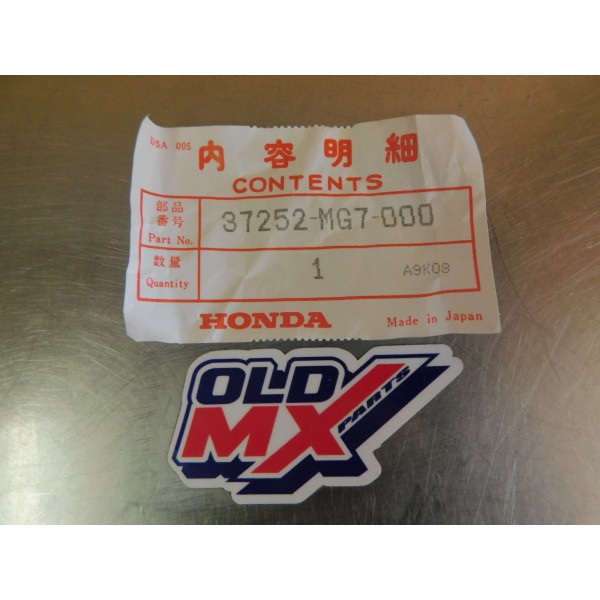 DSA 005
内容明細
CONTENTS
部品
番号
Part No.
37252-MG7-000
数量
Quantity
1
A9K08
HONDA
Made in Japan
OLD
MX
PARTS